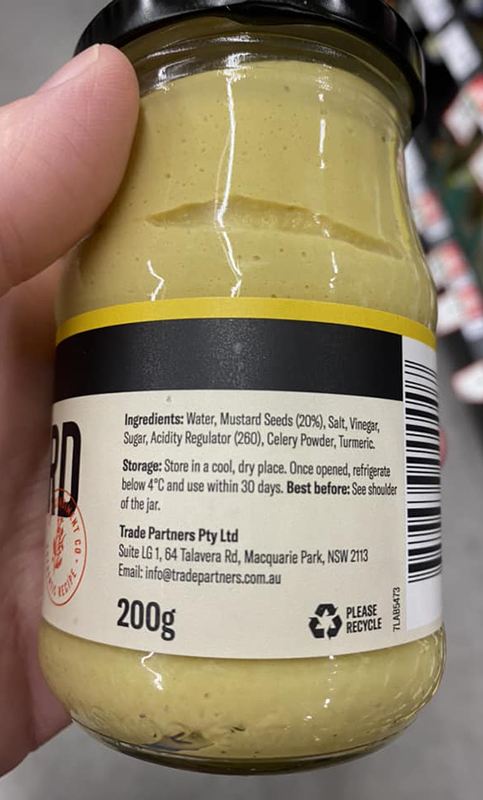 RD
Ingredients: Water, Mustard Seeds (20%), Salt, Vinegar,
Sugar, Acidity Regulator (260), Celery Powder, Turmeric.
Storage: Store in a cool, dry place. Once opened, refrigerate
below 4°C and use within 30 days. Best before: See shoulder
of the jar.
Trade Partners Pty Ltd
Suite LG 1, 64 Talavera Rd, Macquarie Park, NSW 2113
Email: info@tradepartners.com.au
200g
PLEASE
RECYCLE
7LAB5473
NY CO
RECIPE